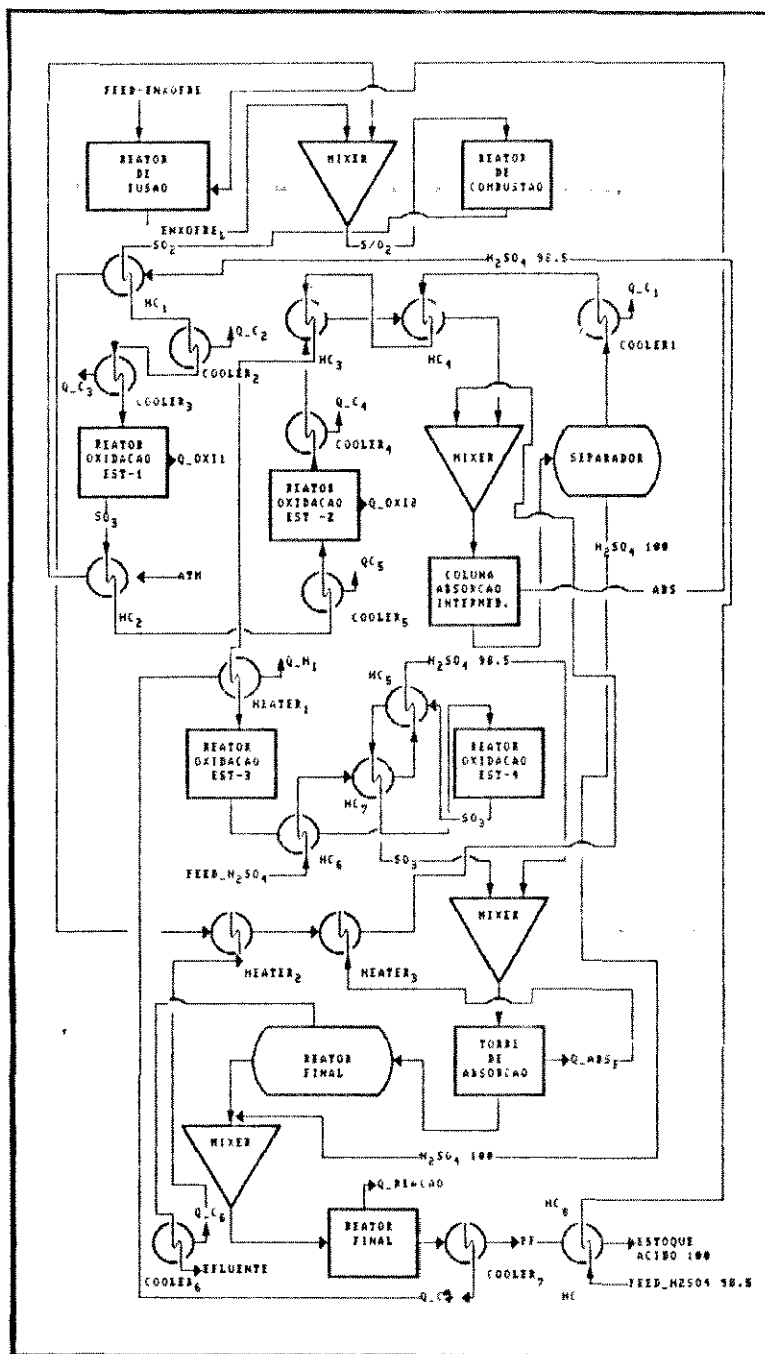 FEED-ENXOFRE
REATOR
DE
FUSAO
MIXER
REATOR
DE
COMBUSTAO
ENXOFRE_L
SO2
S/O2
H2SO4 98.5
HC1
Q_C2
COOLER2
Q_C3
COOLER3
HC3
HC4
Q_C1
COOLER1
REATOR
OXIDACAO
EST-1
Q_OXI1
SO3
Q_C4
COOLER4
REATOR
OXIDACAO
EST-2
Q_OXI2
MIXER
SEPARADOR
H2SO4 100
ATM
HC2
QC5
COOLER5
COLUNA
ABSORCAO
INTERMED.
ABS
Q_H1
HEATER1
H2SO4 98.5
HC5
REATOR
OXIDACAO
EST-3
HC7
REATOR
OXIDACAO
EST-4
SO3
HC6
FEED_H2SO4
SO3
MIXER
HEATER2
HEATER3
REATOR
FINAL
TORRE
DE
ABSORCAO
Q_ABSF
MIXER
H2SO4 100
Q_REACAO
Q_C6
COOLER6
EFLUENTE
REATOR
FINAL
COOLER7
PF
HC8
ESTOQUE
ACIDO 100
HC
FEED_H2SO4 98.5